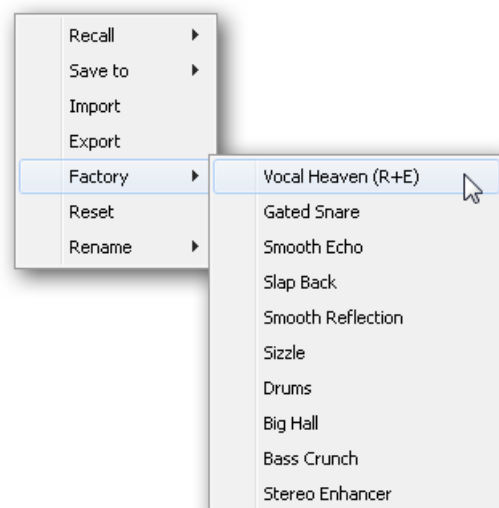 Recall
Save to
Import
Export
Factory
Reset
Rename
Vocal Heaven (R+E)
Gated Snare
Smooth Echo
Slap Back
Smooth Reflection
Sizzle
Drums
Big Hall
Bass Crunch
Stereo Enhancer